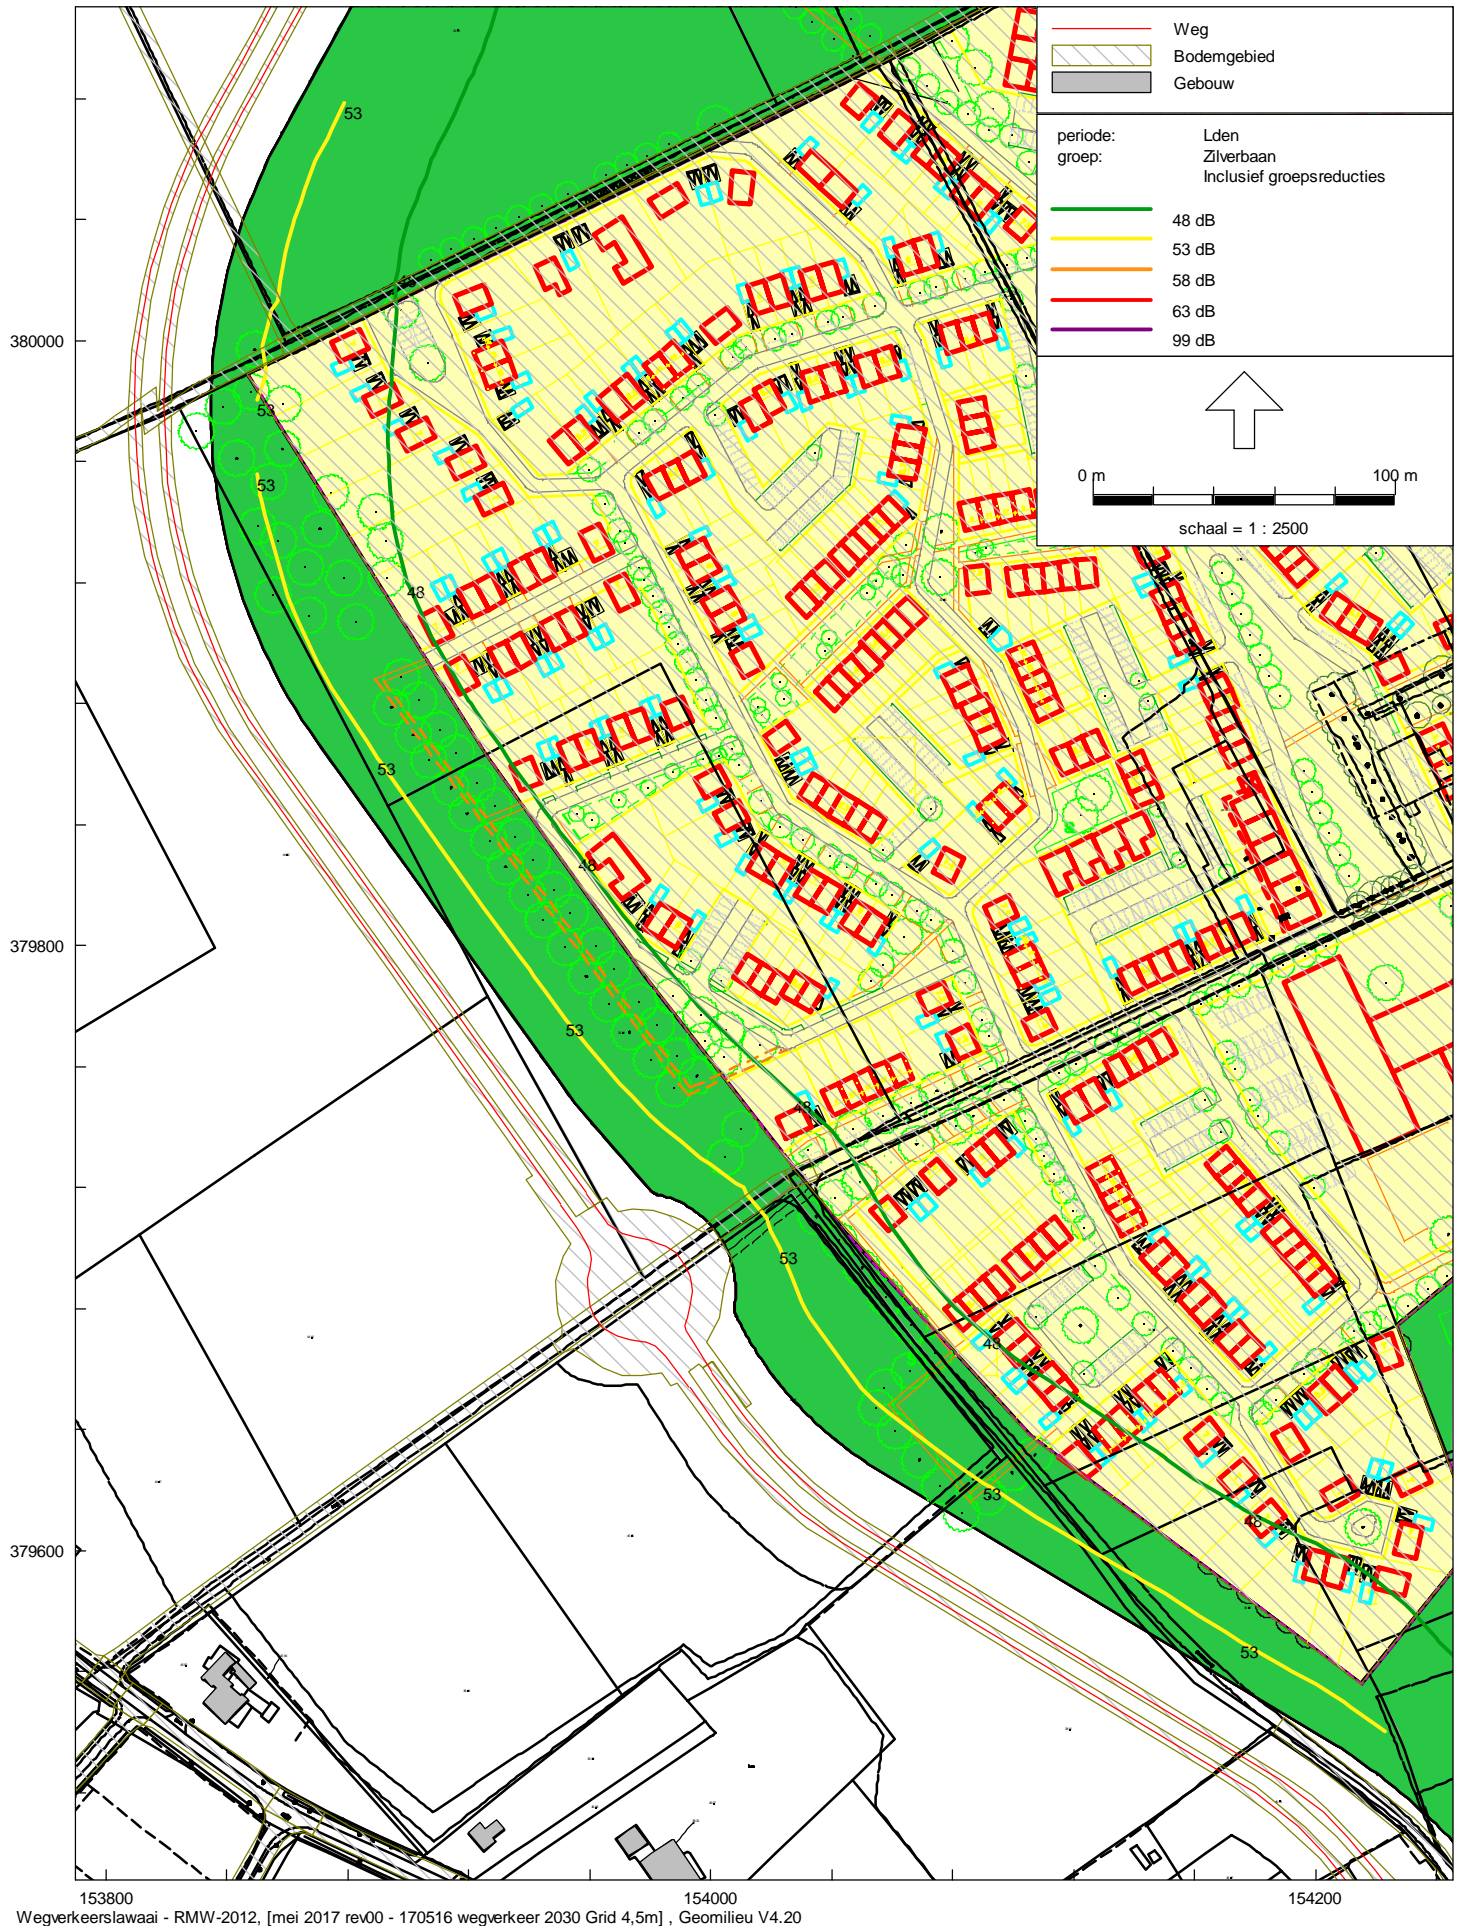 Weg
Bodemgebied
Gebouw
periode: Lden
groep: Zilverbaan
Inclusief groepsreducties
48 dB
53 dB
58 dB
63 dB
99 dB
0 m 100 m
schaal = 1 : 2500
53
380000
53
53
48
53
48
379800
53
48
53
48
53
48
379600
53
153800 154000 154200
Wegverkeerslawaai - RMW-2012, [mei 2017 rev00 - 170516 wegverkeer 2030 Grid 4,5m] , Geomilieu V4.20